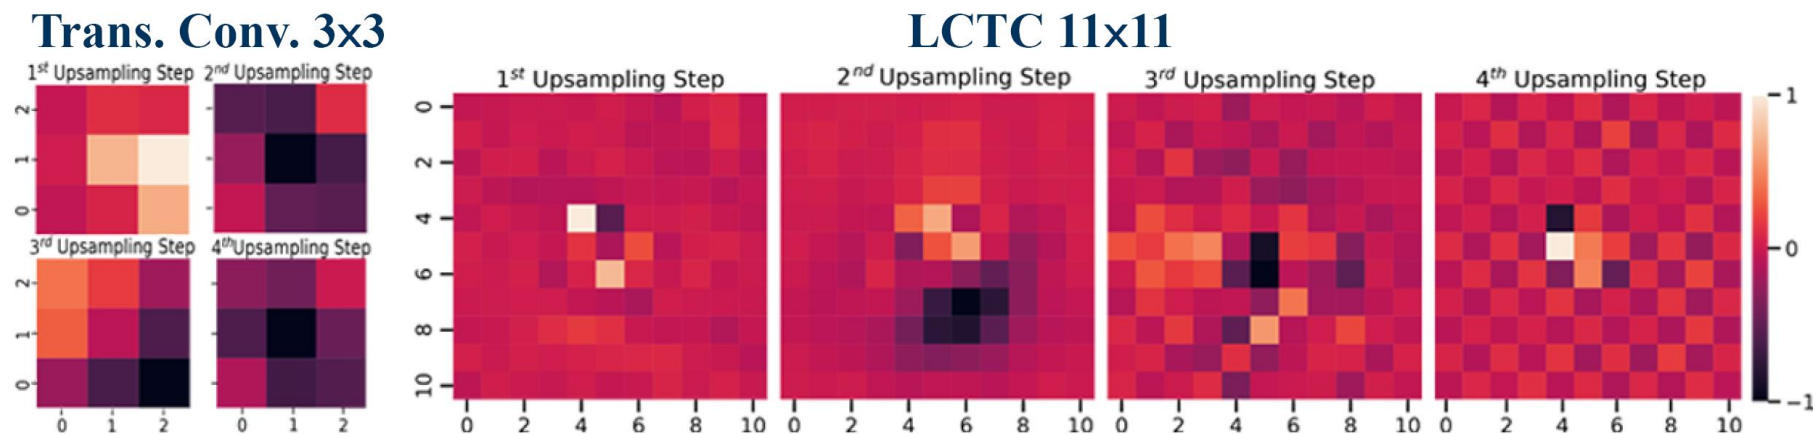 Trans. Conv. 3x3
LCTC 11x11
1st Upsampling Step
2nd Upsampling Step
2
1
0
3rd Upsampling Step
4th Upsampling Step
2
1
0
0 1 2
0 1 2
1st Upsampling Step
2nd Upsampling Step
3rd Upsampling Step
4th Upsampling Step
0
2
4
6
8
10
0 2 4 6 8 10
0 2 4 6 8 10
0 2 4 6 8 10
0 2 4 6 8 10
1
0
−1